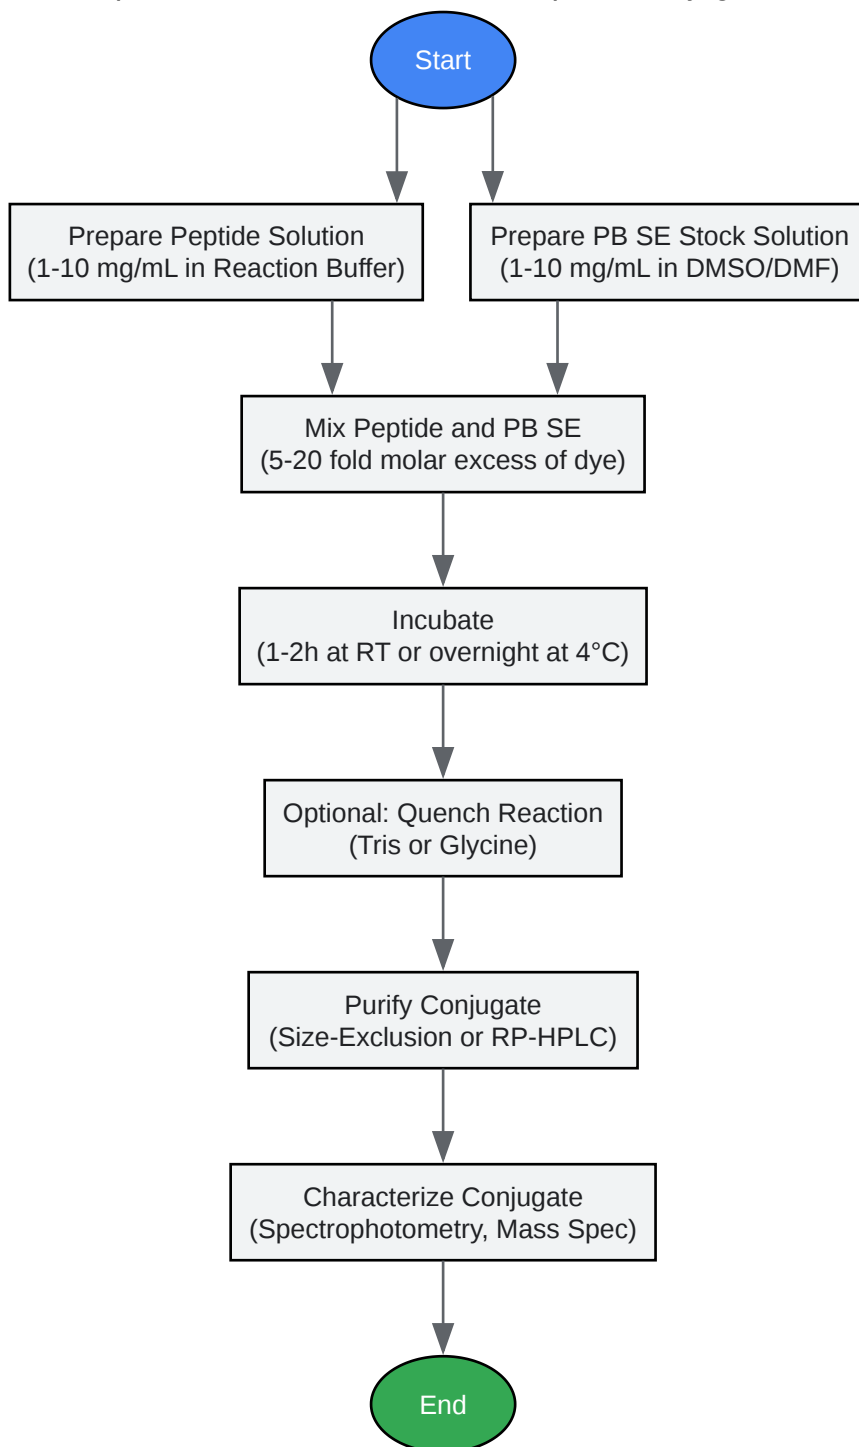 Start
Prepare Peptide Solution
(1-10 mg/mL in Reaction Buffer)
Prepare PB SE Stock Solution
(1-10 mg/mL in DMSO/DMF)
Mix Peptide and PB SE
(5-20 fold molar excess of dye)
Incubate
(1-2h at RT or overnight at 4°C)
Optional: Quench Reaction
(Tris or Glycine)
Purify Conjugate
(Size-Exclusion or RP-HPLC)
Characterize Conjugate
(Spectrophotometry, Mass Spec)
End